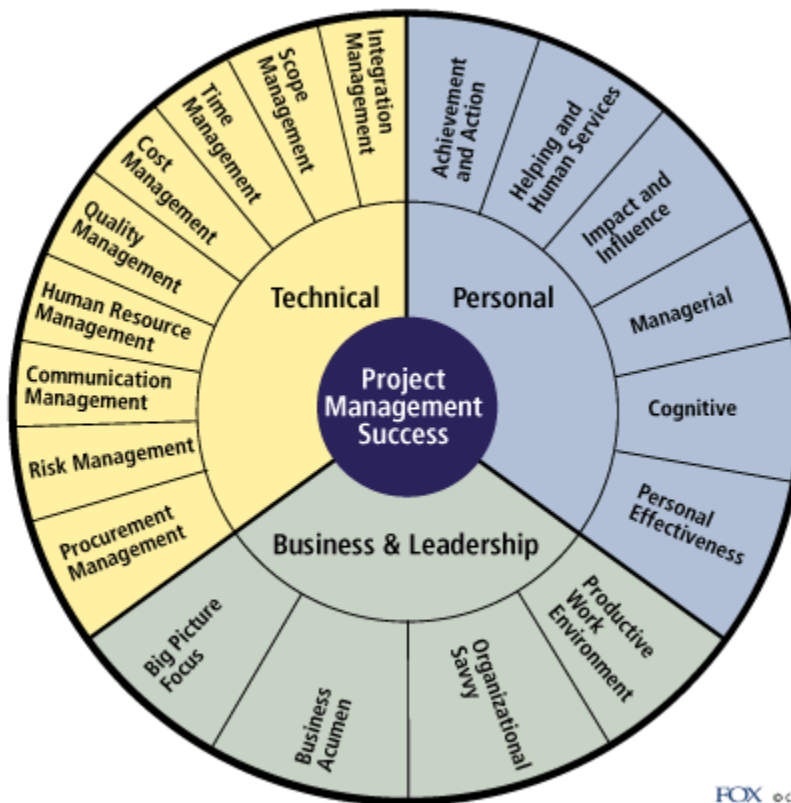 Integration
Management
Scope
Management
Time
Management
Cost
Management
Quality
Management
Human Resource
Management
Communication
Management
Risk Management
Procurement
Management
Technical
Achievement
and Action
Helping and
Human Services
Impact and
Influence
Managerial
Cognitive
Personal
Effectiveness
Personal
Project
Management
Success
Business & Leadership
Big Picture
Focus
Business
Acumen
Organizational
Savvy
Productive
Work
Environment
FOX ©